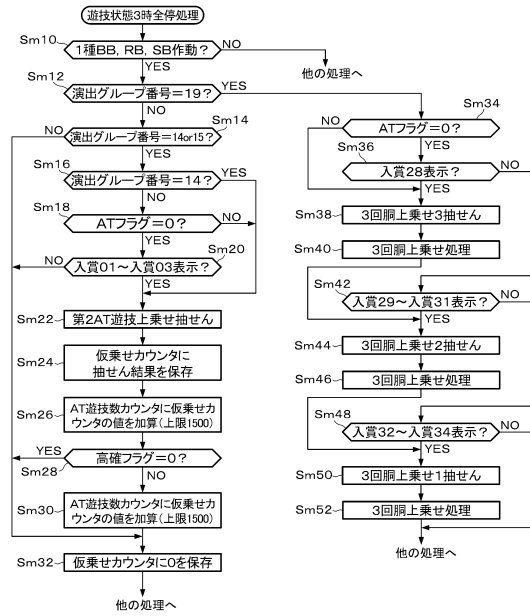 遊技状態3時全停処理
Sm10
1種BB, RB, SB作動？
NO
YES
他の処理へ
Sm12
演出グループ番号＝19？
YES
NO
Sm14
NO
演出グループ番号＝14or15？
YES
Sm16
演出グループ番号＝14？
YES
NO
Sm18
ATフラグ＝0？
NO
YES
Sm20
NO
入賞01〜入賞03表示？
YES
Sm22
第2AT遊技上乗せ抽せん
Sm24
仮乗せカウンタに
抽せん結果を保存
Sm26
AT遊技数カウンタに仮乗せカ
ウンタの値を加算(上限1500)
YES
高確フラグ＝0？
Sm28
NO
Sm30
AT遊技数カウンタに仮乗せカ
ウンタの値を加算(上限1500)
Sm32
仮乗せカウンタに0を保存
他の処理へ
Sm34
NO
ATフラグ＝0？
YES
Sm36
入賞28表示？
NO
YES
Sm38
3回胴上乗せ3抽せん
Sm40
3回胴上乗せ処理
Sm42
入賞29〜入賞31表示？
NO
YES
Sm44
3回胴上乗せ2抽せん
Sm46
3回胴上乗せ処理
Sm48
入賞32〜入賞34表示？
NO
YES
Sm50
3回胴上乗せ1抽せん
Sm52
3回胴上乗せ処理
他の処理へ